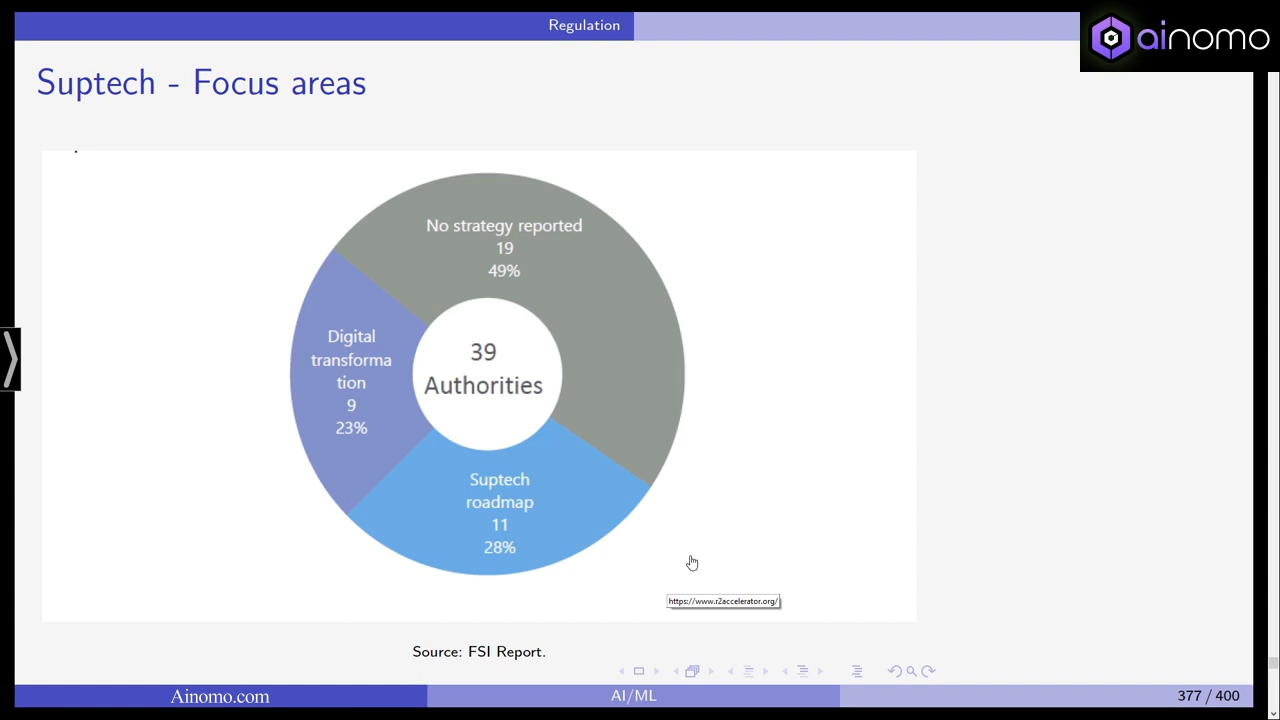 Regulation
ainomo
Suptech - Focus areas
No strategy reported
19
49%
Digital
transforma
tion
9
23%
39
Authorities
Suptech
roadmap
11
28%
https://www.r2accelerator.org/
Source: FSI Report.
Ainomo.com
AI/ML
377 / 400